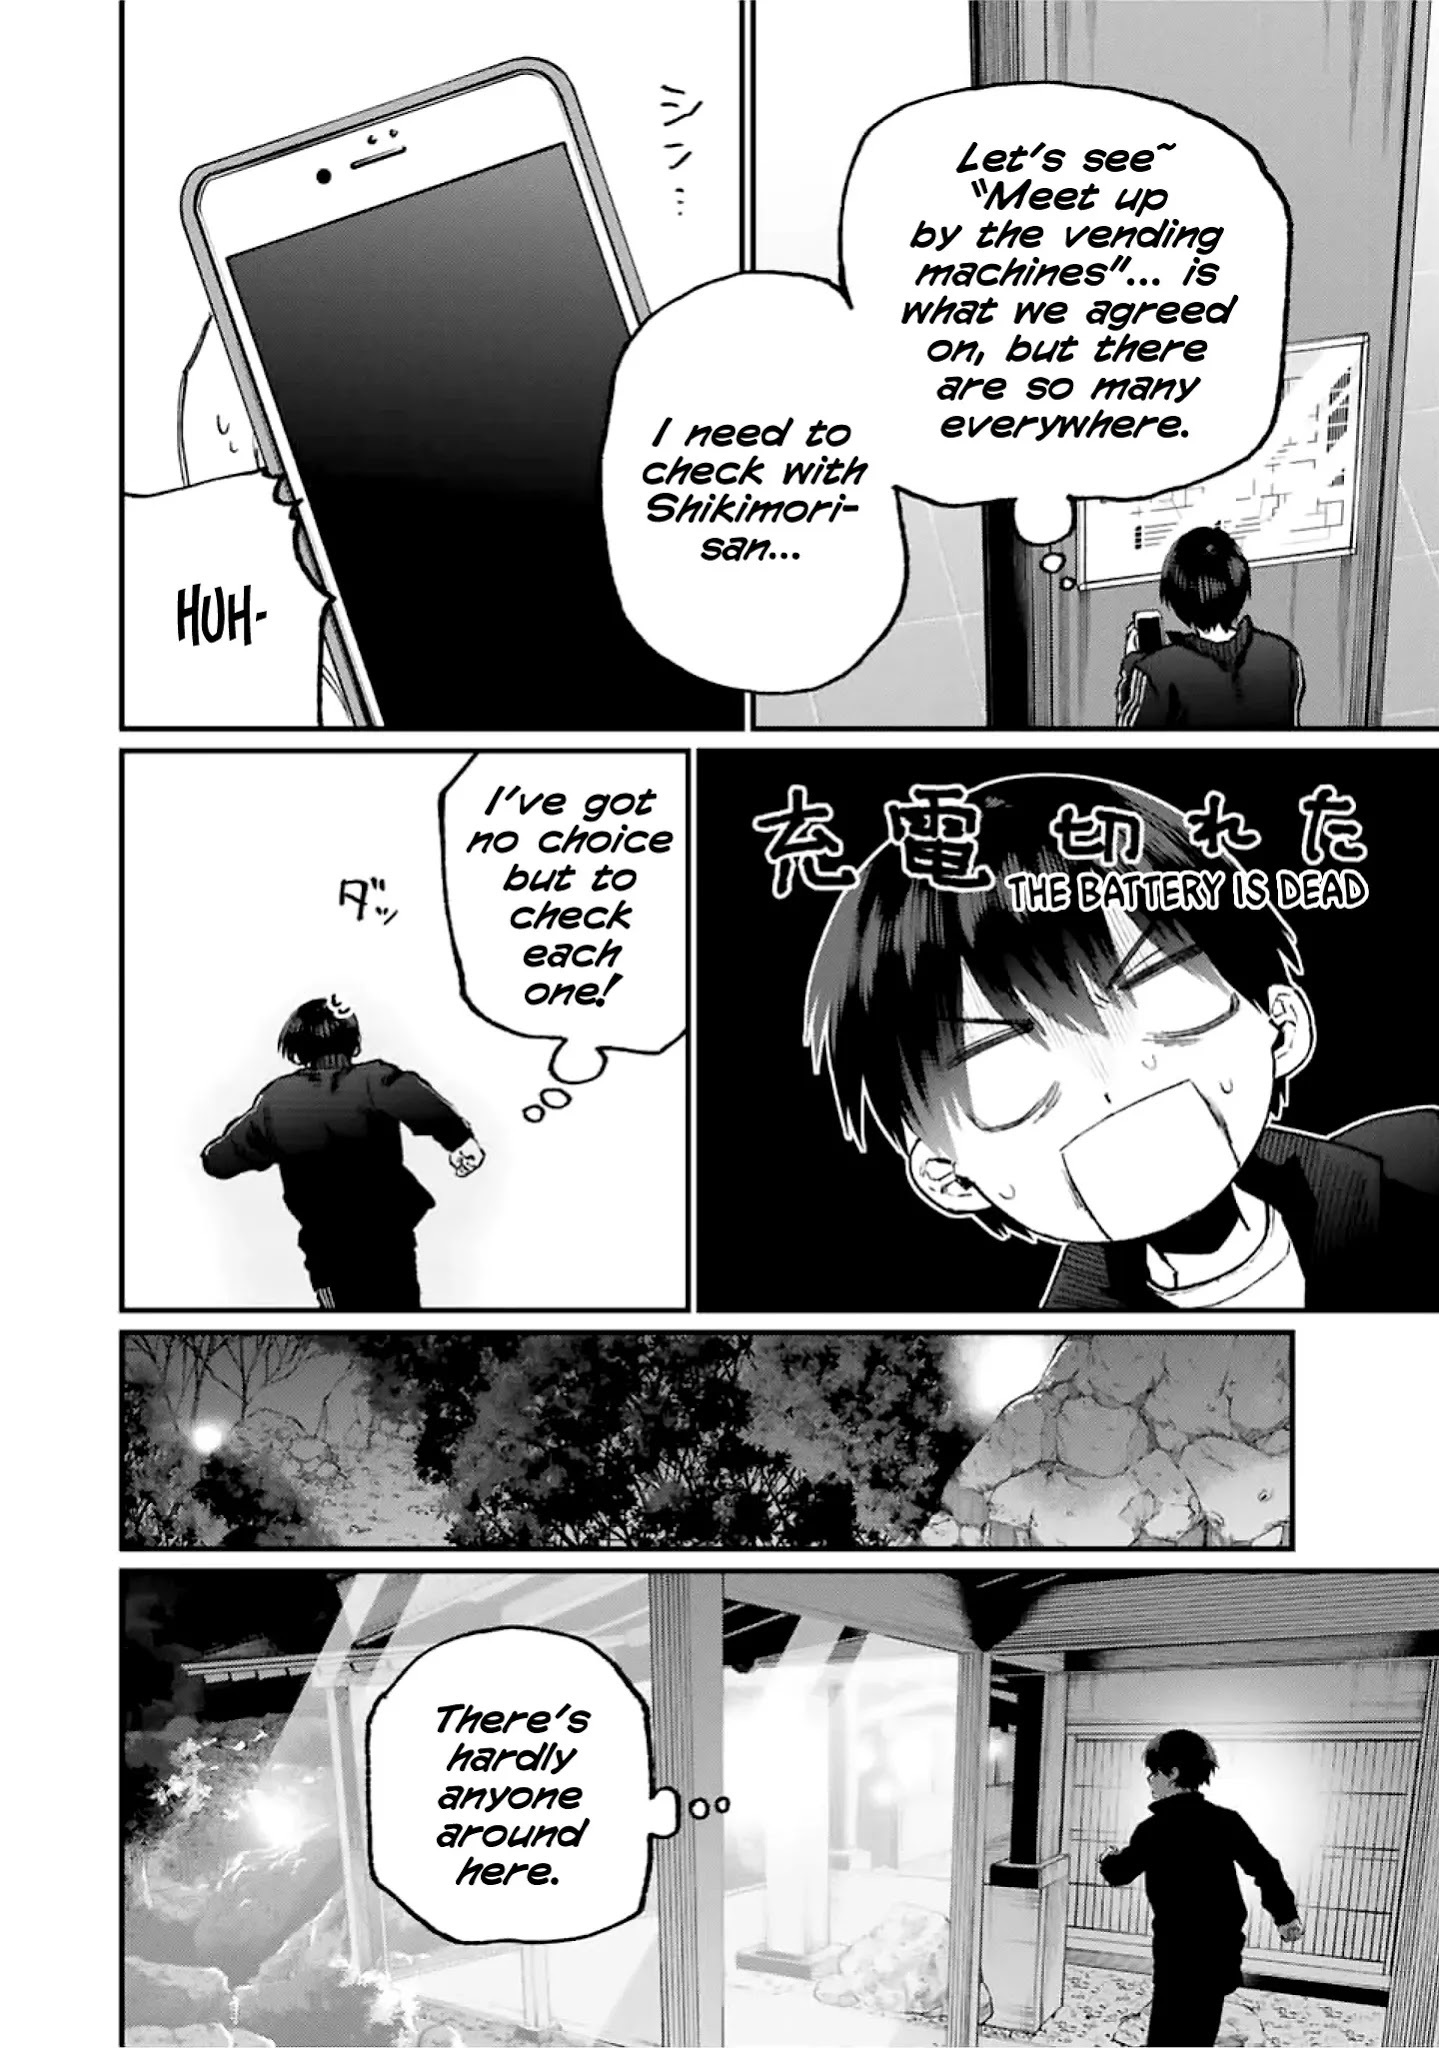 Let's see~
"Meet up
by the vending
machines"... is
what we agreed
on, but there
are so many
everywhere.
I need to
check with
Shikimori-
san...
シン…
HUH-
充電切れた
THE BATTERY IS DEAD
I've got
no choice
but to
check
each
one!
ダッ
There's
hardly
anyone
around
here.